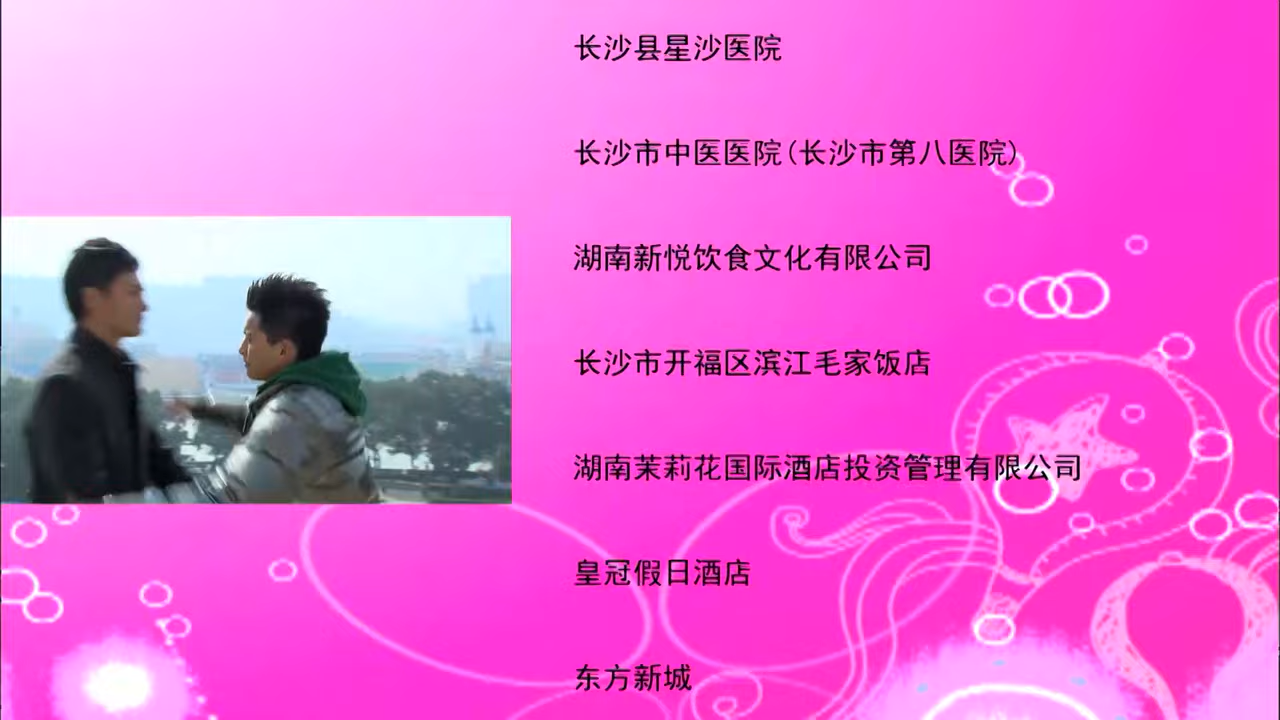 长沙县星沙医院
长沙市中医医院(长沙市第八医院)
湖南新悦饮食文化有限公司
长沙市开福区滨江毛家饭店
湖南茉莉花国际酒店投资管理有限公司
皇冠假日酒店
东方新城